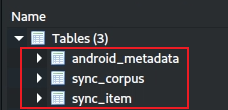 Name
Tables (3)
android_metadata
sync_corpus
sync_item